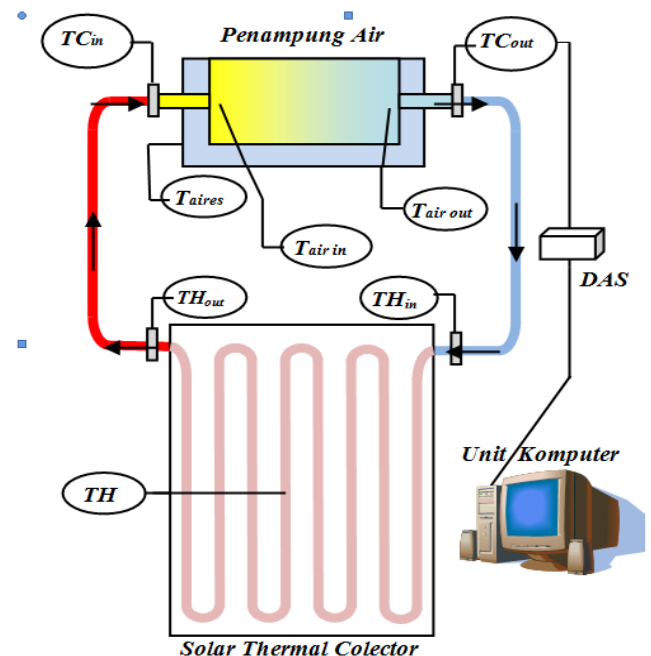 Penampung Air
TCin
TCout
Taires
Tair in
Tair out
DAS
THout
THin
Unit Komputer
TH
Solar Thermal Colector